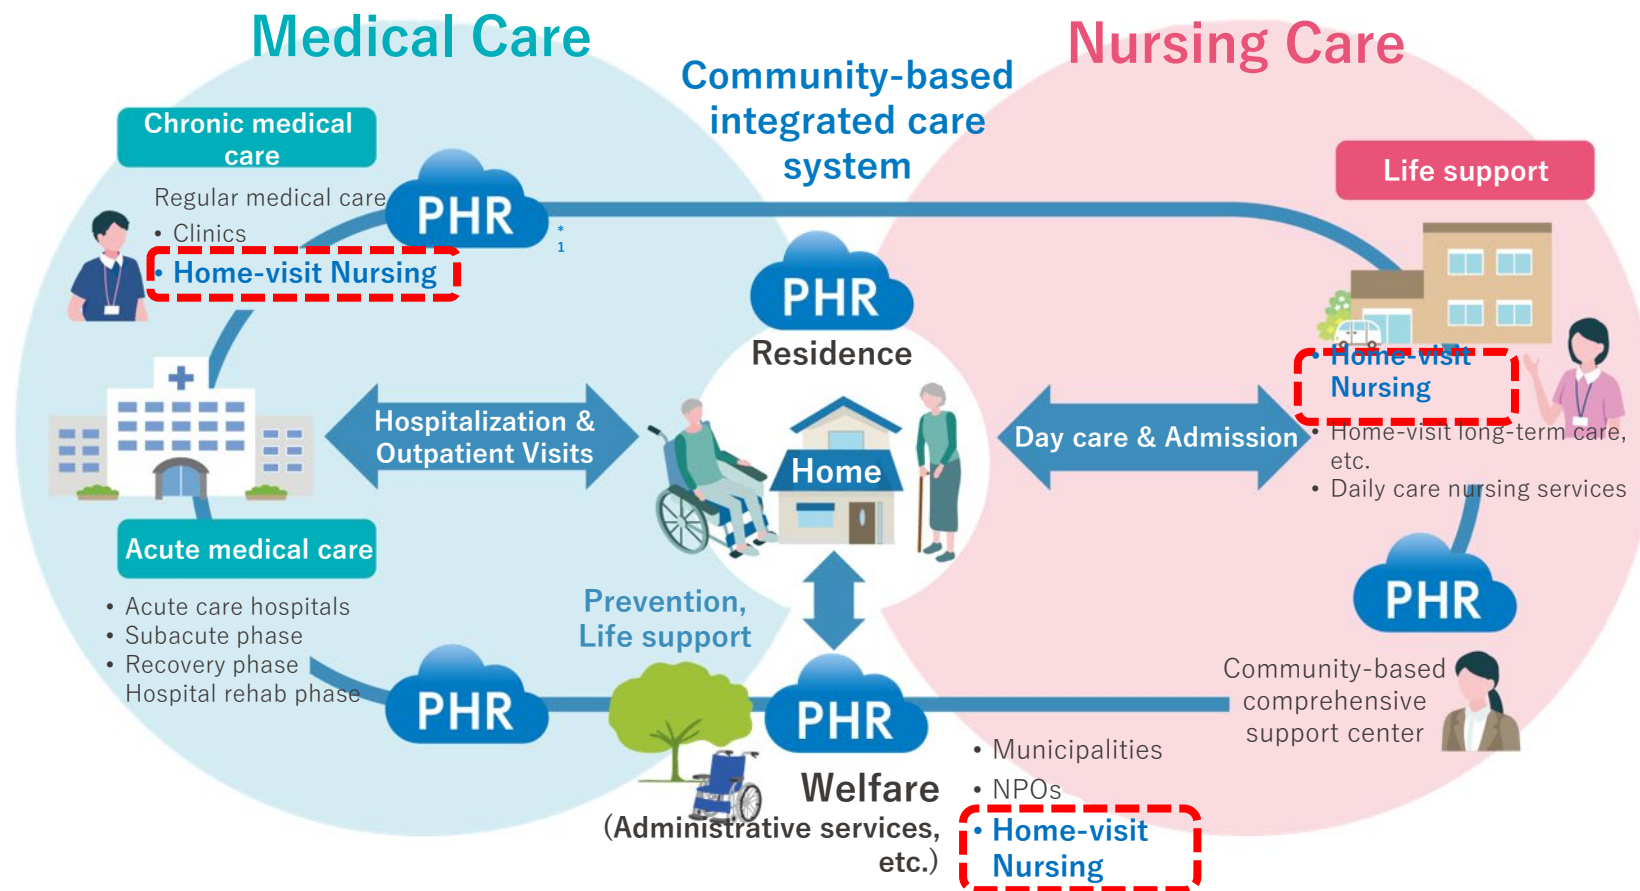 Medical Care
Nursing Care
Community-based
integrated care
system
Chronic medical
care
Regular medical care
• Clinics
• Home-visit Nursing
PHR
*
1
PHR
Residence
Life support
• Home-visit
Nursing
• Home-visit long-term care,
etc.
• Daily care nursing services
Hospitalization &
Outpatient Visits
Home
Day care & Admission
Acute medical care
• Acute care hospitals
• Subacute phase
• Recovery phase
Hospital rehab phase
Prevention,
Life support
PHR
PHR
PHR
Community-based
comprehensive
support center
Welfare
(Administrative services,
etc.)
• Municipalities
• NPOs
• Home-visit
Nursing